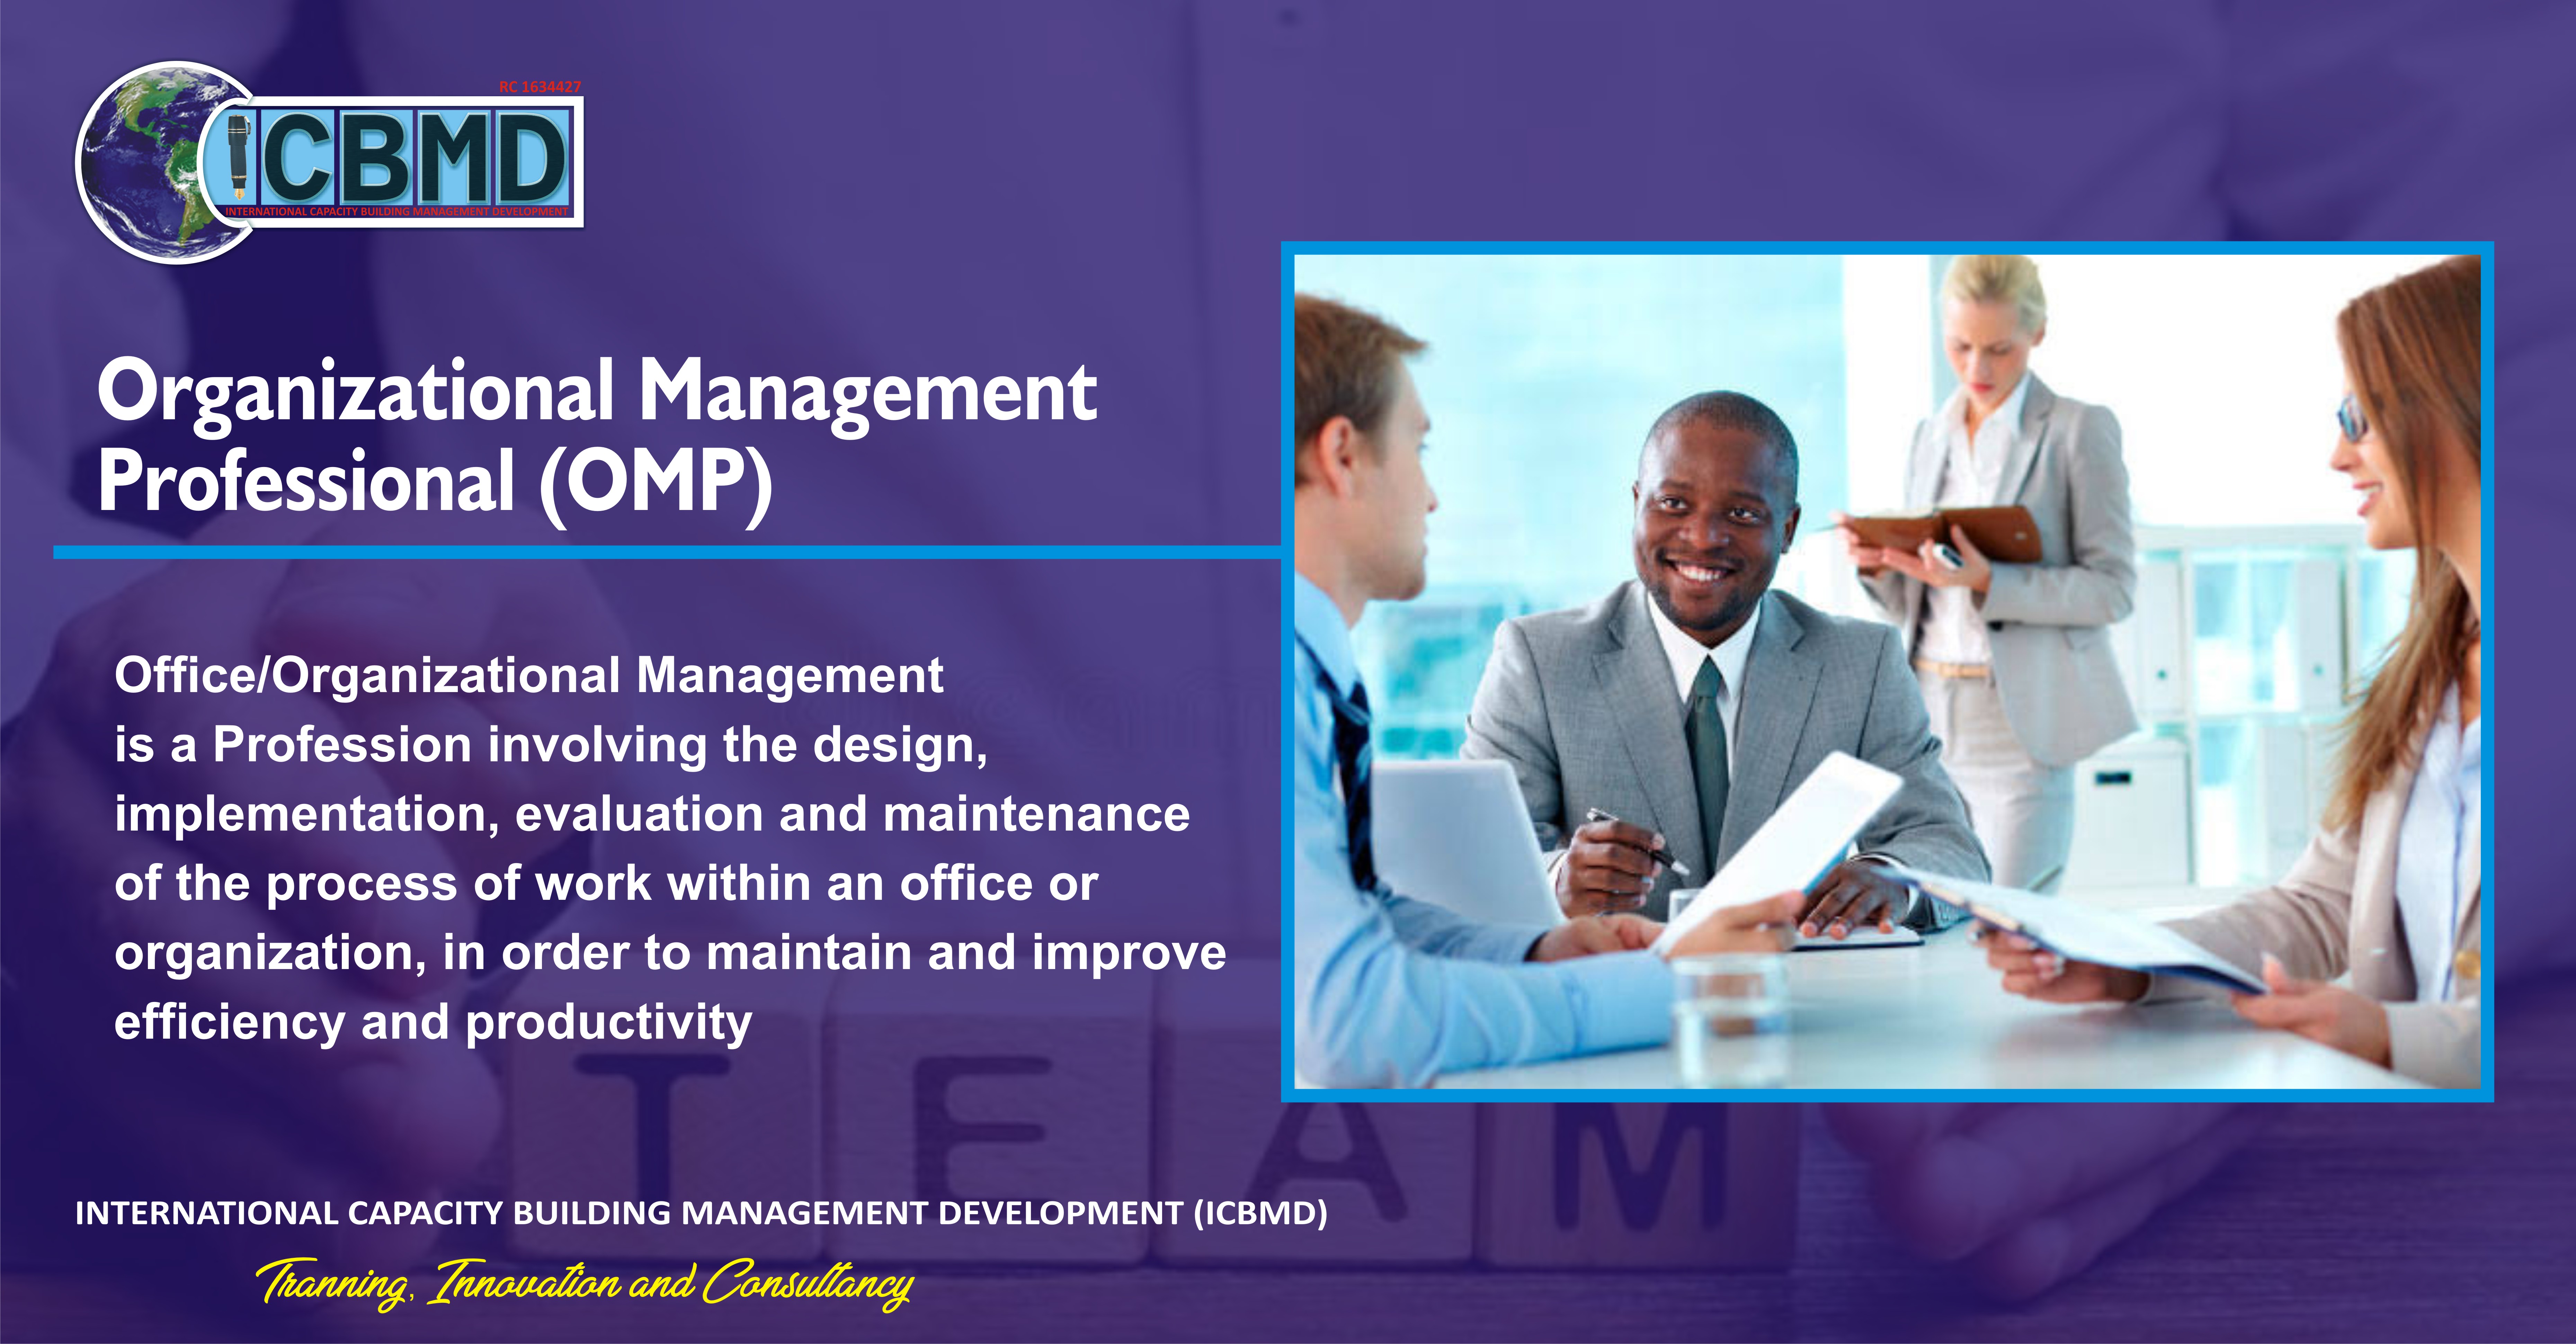 RC 1634427
ICBMD
INTERNATIONAL CAPACITY BUILDING MANAGEMENT DEVELOPMENT
Organizational Management
Professional (OMP)
Office/Organizational Management
is a Profession involving the design,
implementation, evaluation and maintenance
of the process of work within an office or
organization, in order to maintain and improve
efficiency and productivity
TEAM
INTERNATIONAL CAPACITY BUILDING MANAGEMENT DEVELOPMENT (ICBMD)
Tranning, Innovation and Consultancy